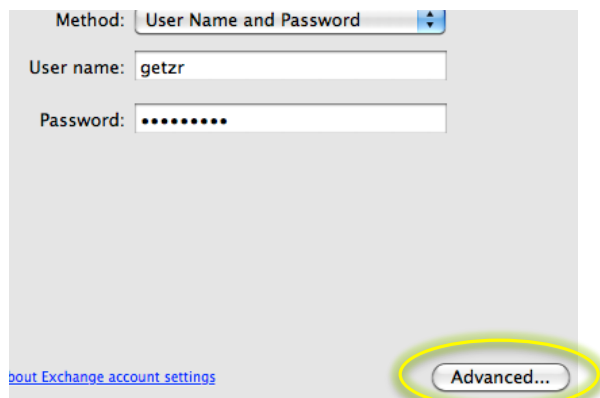 Method: User Name and Password
User name: getzr
Password: •••••••••
bout Exchange account settings
Advanced...